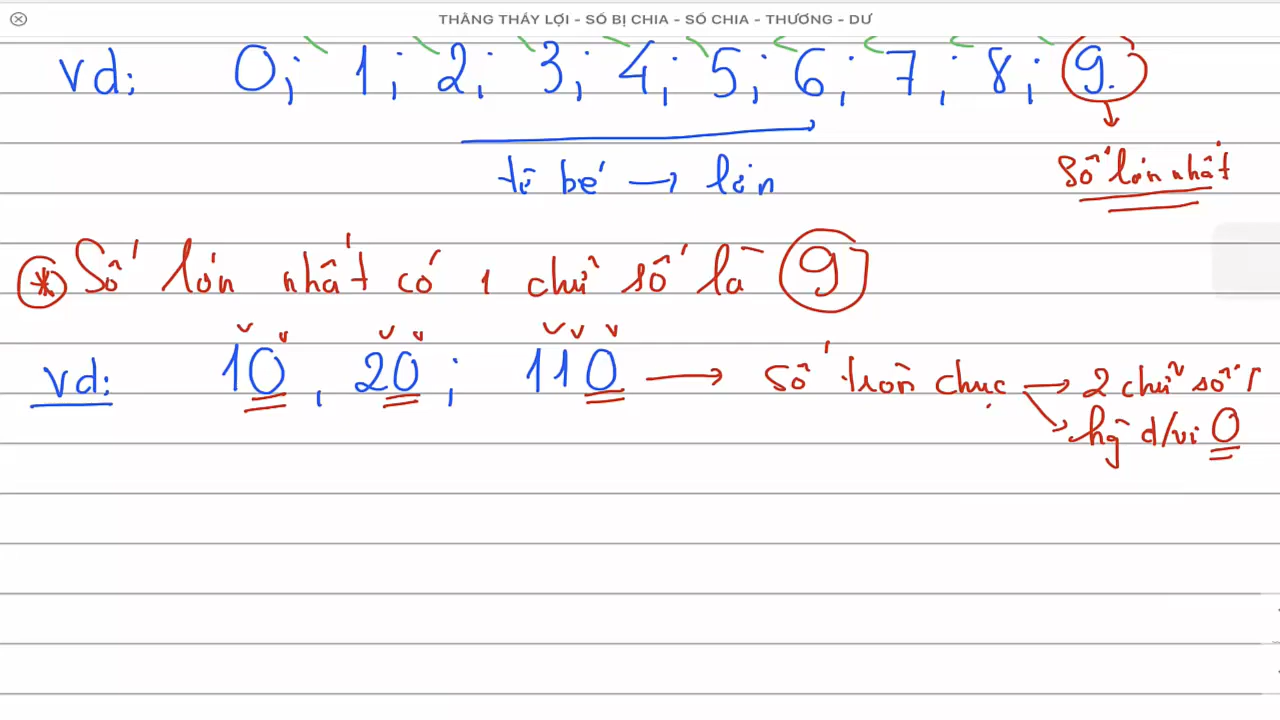 THẰNG THẦY LỢI - SỐ BỊ CHIA - SỐ CHIA - THƯƠNG - DƯ
vd: 0; 1; 2; 3; 4; 5; 6; 7; 8; 9.
từ bé → lớn
Số lớn nhất
* Số lớn nhất có 1 chữ số là 9
vd: 10, 20; 110 → số tròn chục → 2 chữ số
hg đ/vị 0